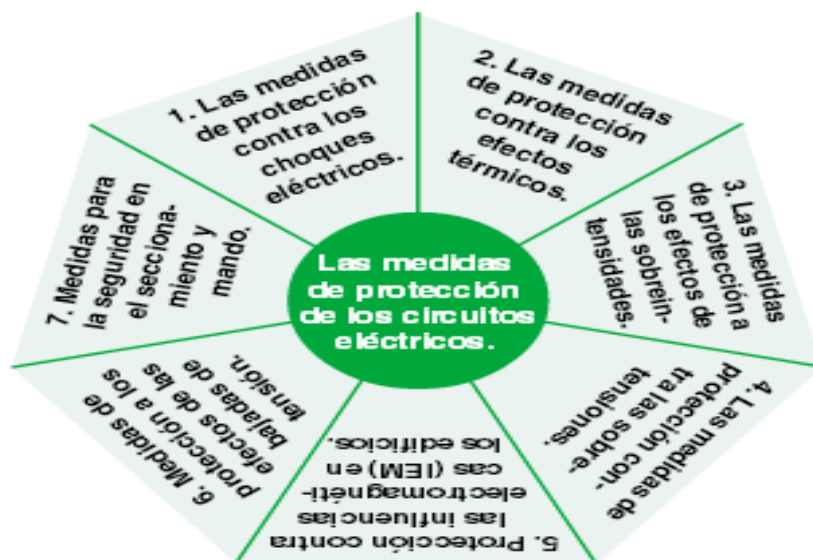 Las medidas
de protección
de los circuitos
eléctricos.
1. Las medidas
de protección
contra los
choques
eléctricos.
2. Las medidas
de protección
contra los
efectos
térmicos.
3. Las medidas
de protección a
los efectos de
las sobrein-
tensidades.
4. Las medidas de
protección con-
tra las sobre-
tensiones.
5. Protección contra
las influencias
electromagnéti-
cas (IEM) en
los edificios.
6. Medidas de
protección a los
efectos de las
bajadas de
tensión.
7. Medidas para
la seguridad en
el secciona-
miento y
mando.